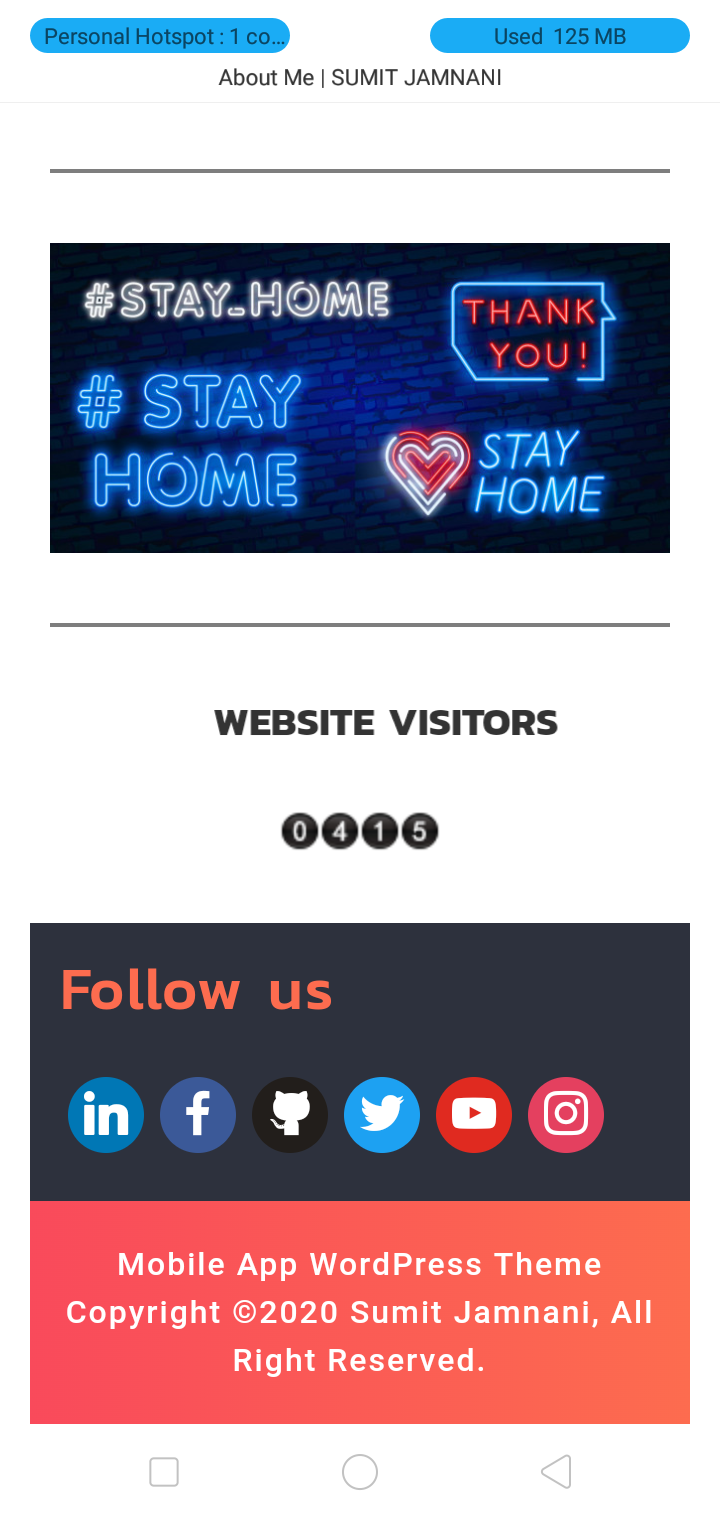 Personal Hotspot : 1 co... Used 125 MB
About Me | SUMIT JAMNANI
#STAY_HOME
THANK
YOU!
# STAY
HOME
STAY
HOME
WEBSITE VISITORS
0415
Follow us
in f
Mobile App WordPress Theme
Copyright ©2020 Sumit Jamnani, All
Right Reserved.